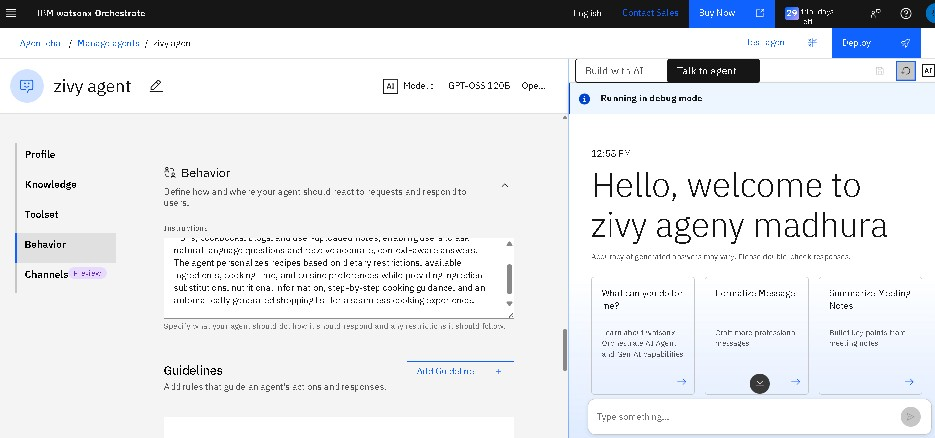 IBM watsonx Orchestrate
English
Contact Sales
Buy Now
29 trial days left
Agent chat / Manage agents / zivy agent
Test agent
Deploy
zivy agent
AI Model: GPT-OSS 120B Ope...
Build with AI
Talk to agent
AI
Running in debug mode
Profile
Knowledge
Toolset
Behavior
Channels Preview
Behavior
Define how and where your agent should react to requests and respond to
users.
Instructions
cookbooks, blogs, and user-uploaded notes, enabling users to ask
natural language questions and receive accurate, context-aware answers.
The agent personalizes recipes based on dietary restrictions, available
ingredients, cooking time, and cuisine preferences while providing ingredient
substitutions, nutritional information, step-by-step cooking guidance, and an
automatically generated shopping list for a seamless cooking experience.
Specify what your agent should do, how it should respond and any restrictions it should follow.
Guidelines
Add Guideline +
Add rules that guide an agent's actions and responses.
12:58 PM
Hello, welcome to
zivy ageny madhura
Accuracy of generated answers may vary. Please double-check responses.
What can you do for
me?
Learn about watsonx
Orchestrate AI Agent
and Gen AI capabilities
Formalize Message
Craft more professional
messages
Summarize Meeting
Notes
Bullet key points from
meeting notes
Type something...